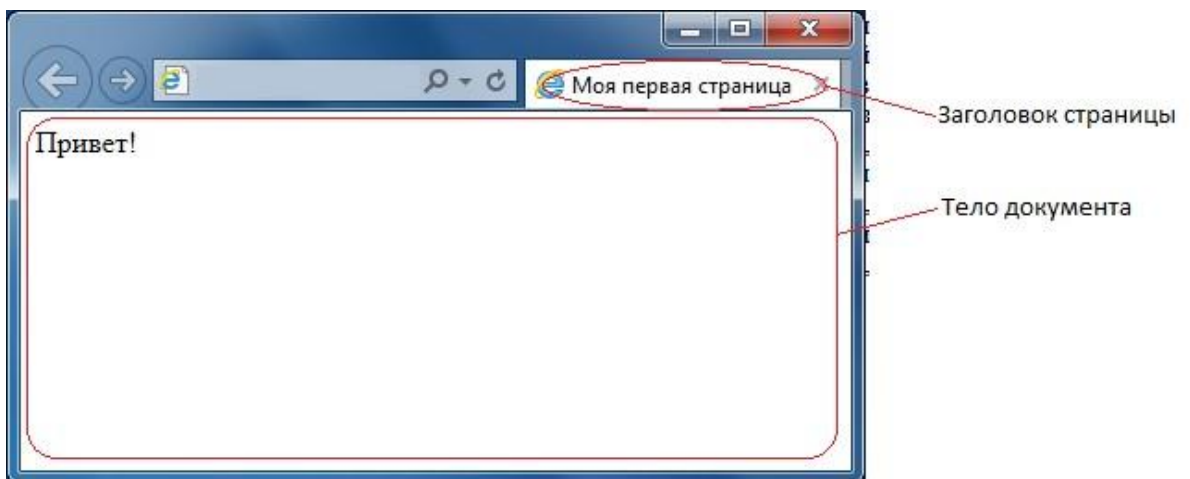 Моя первая страница
Заголовок страницы
Привет!
Тело документа